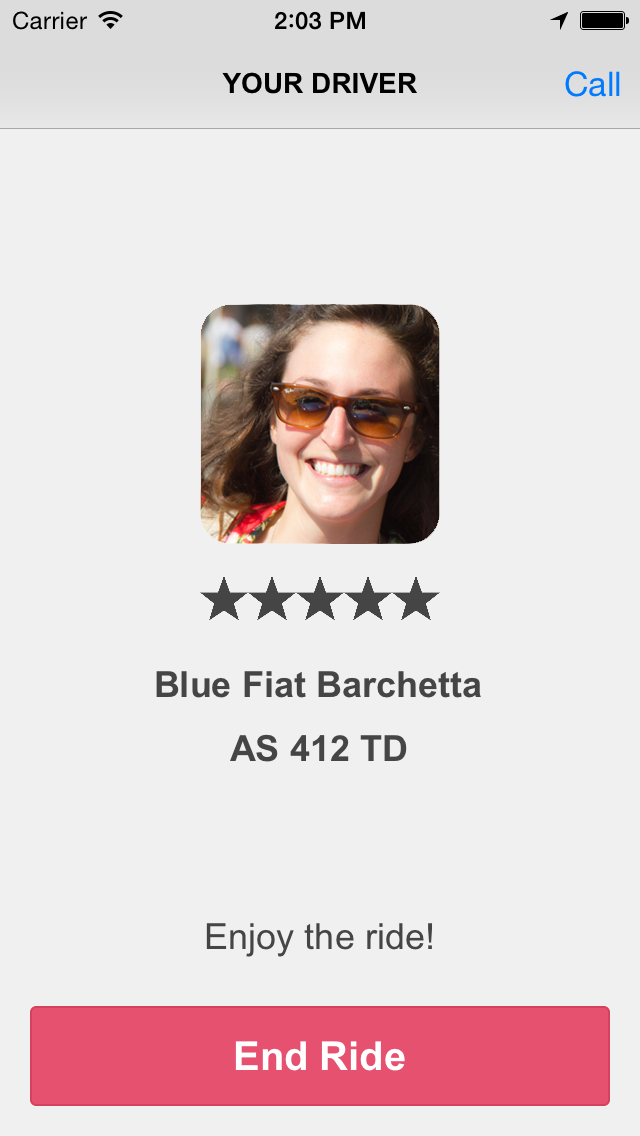 Carrier 2:03 PM
YOUR DRIVER Call
Blue Fiat Barchetta
AS 412 TD
Enjoy the ride!
End Ride